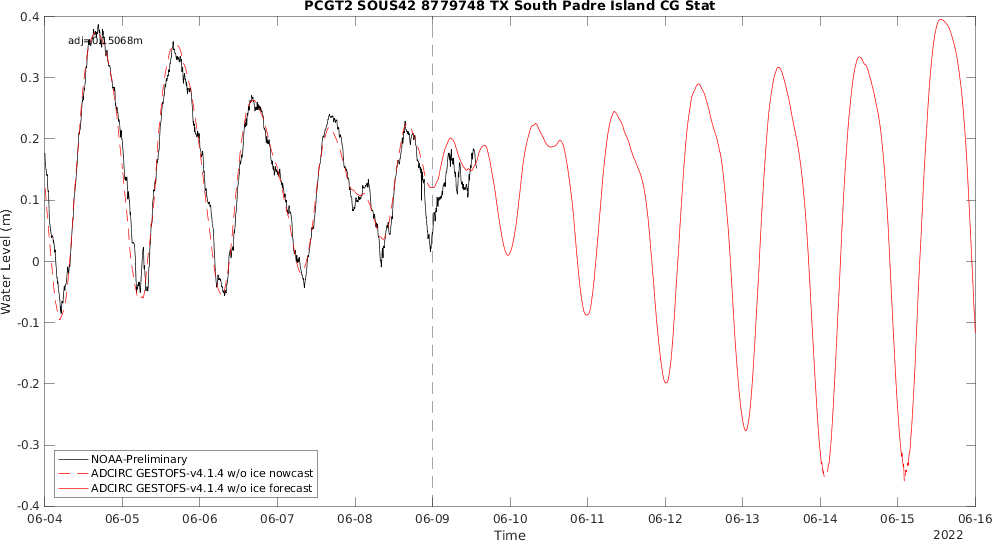 PCGT2 SOUS42 8779748 TX South Padre Island CG Stat
adj=0.15068m
0.4
0.3
0.2
0.1
0
-0.1
-0.2
-0.3
-0.4
Water Level (m)
NOAA-Preliminary
ADCIRC GESTOFS-v4.1.4 w/o ice nowcast
ADCIRC GESTOFS-v4.1.4 w/o ice forecast
06-04 06-05 06-06 06-07 06-08 06-09 06-10 06-11 06-12 06-13 06-14 06-15 06-16
Time
2022